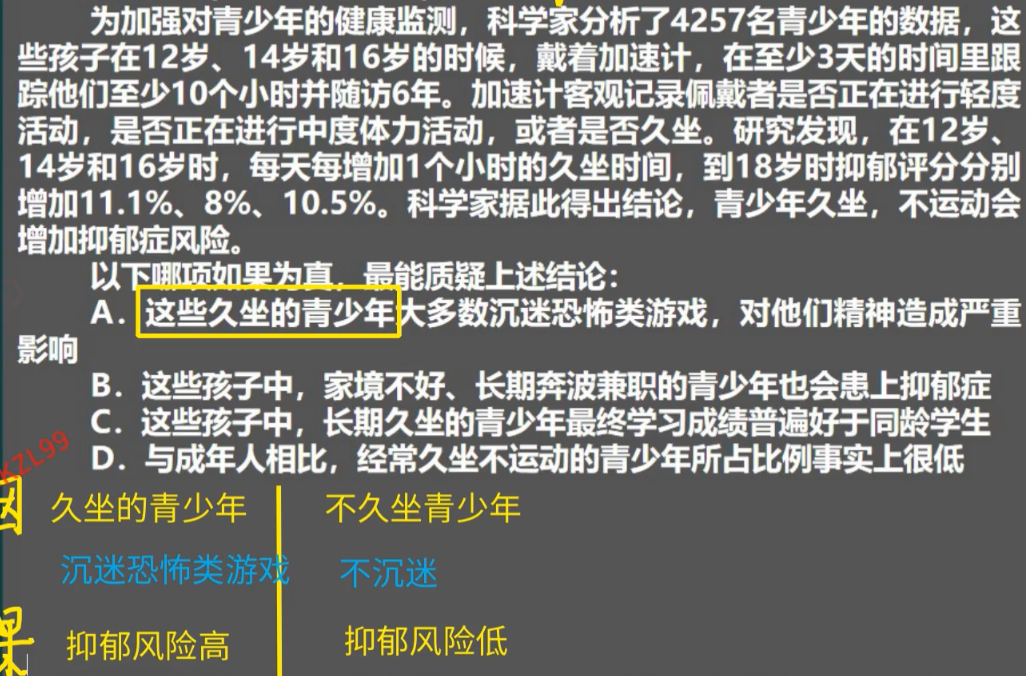 为加强对青少年的健康监测，科学家分析了4257名青少年的数据，这
些孩子在12岁、14岁和16岁的时候，戴着加速计，在至少3天的时间里跟
踪他们至少10个小时并随访6年。加速计客观记录佩戴者是否正在进行轻度
活动，是否正在进行中度体力活动，或者是否久坐。研究发现，在12岁、
14岁和16岁时，每天每增加1个小时的久坐时间，到18岁时抑郁评分分别
增加11.1%、8%、10.5%。科学家据此得出结论，青少年久坐，不运动会
增加抑郁症风险。
以下哪项如果为真，最能质疑上述结论：
A．这些久坐的青少年大多数沉迷恐怖类游戏，对他们精神造成严重
影响
B．这些孩子中，家境不好、长期奔波兼职的青少年也会患上抑郁症
C．这些孩子中，长期久坐的青少年最终学习成绩普遍好于同龄学生
D．与成年人相比，经常久坐不运动的青少年所占比例事实上很低
KZL99
因 久坐的青少年 不久坐青少年
沉迷恐怖类游戏 不沉迷
果 抑郁风险高 抑郁风险低